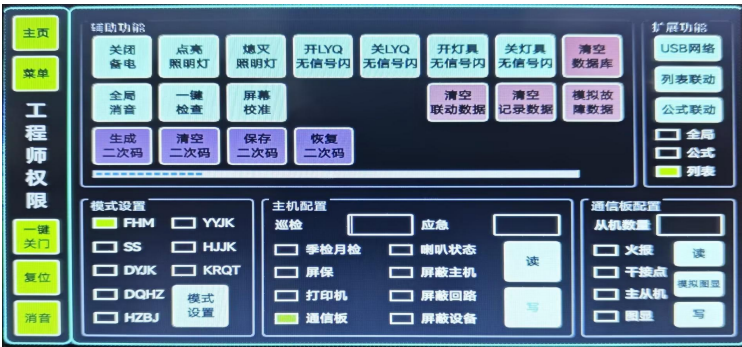 主页
菜单
工程师权限
一键
关门
复位
消音
辅助功能
关闭
备电
点亮
照明灯
熄灭
照明灯
开LYQ
无信号闪
关LYQ
无信号闪
开灯具
无信号闪
关灯具
无信号闪
清空
数据库
全局
消音
一键
检查
屏幕
校准
清空
联动数据
清空
记录数据
模拟故
障数据
生成
二次码
清空
二次码
保存
二次码
恢复
二次码
扩展功能
USB网络
列表联动
公式联动
全局
公式
列表
模式设置
FHM
YYJK
SS
HJJK
DYJK
KRQT
DQHZ
HZBJ
模式
设置
主机配置
巡检
应急
季检月检
喇叭状态
屏保
屏蔽主机
打印机
屏蔽回路
通信板
屏蔽设备
读
写
通信板配置
从机数量
火报
干接点
主从机
图显
读
模拟图显
写